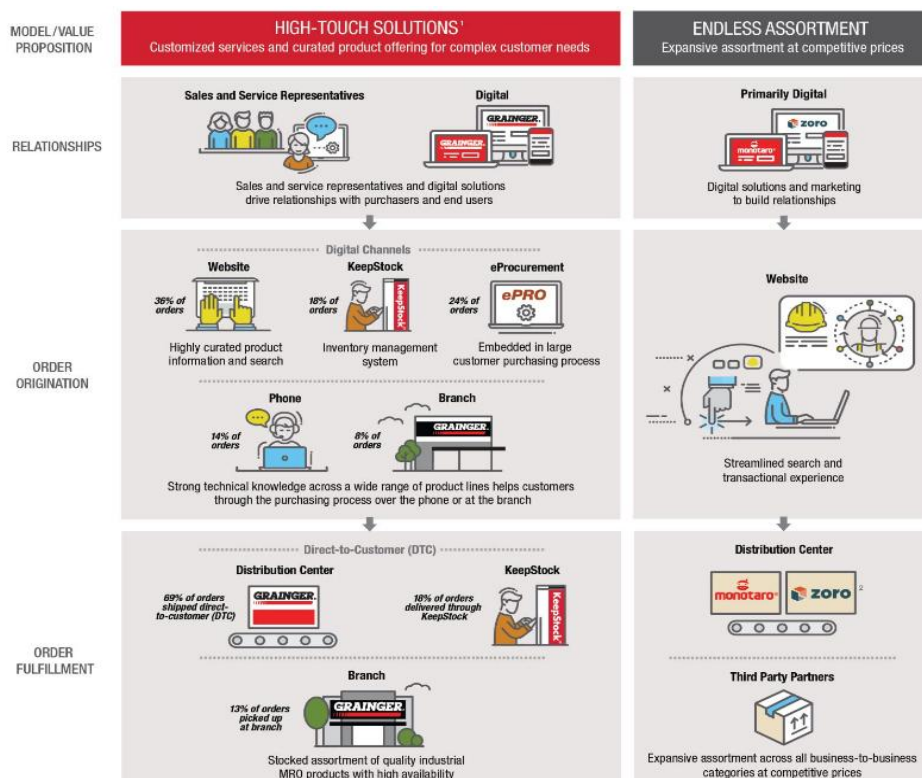 MODEL/VALUE
PROPOSITION
HIGH-TOUCH SOLUTIONS¹
Customized services and curated product offering for complex customer needs
ENDLESS ASSORTMENT
Expansive assortment at competitive prices
RELATIONSHIPS
Sales and Service Representatives
Digital
GRAINGER.
GRAINGER.
Sales and service representatives and digital solutions
drive relationships with purchasers and end users
Primarily Digital
zoro
monotaro
Digital solutions and marketing
to build relationships
ORDER
ORIGINATION
Digital Channels
Website
36% of
orders
Highly curated product
information and search
KeepStock
18% of
orders
KeepStock
Inventory management
system
eProcurement
24% of
orders
ePRO
Embedded in large
customer purchasing process
Phone
14% of
orders
Branch
8% of
orders
GRAINGER.
Strong technical knowledge across a wide range of product lines helps customers
through the purchasing process over the phone or at the branch
Website
Streamlined search and
transactional experience
ORDER
FULFILLMENT
Direct-to-Customer (DTC)
Distribution Center
69% of orders
shipped direct-
to-customer (DTC)
GRAINGER.
KeepStock
18% of orders
delivered through
KeepStock
KeepStock
Branch
13% of orders
picked up
at branch
GRAINGER.
Stocked assortment of quality industrial
MRO products with high availability
Distribution Center
monotaro
zoro
2
Third Party Partners
Expansive assortment across all business-to-business
categories at competitive prices